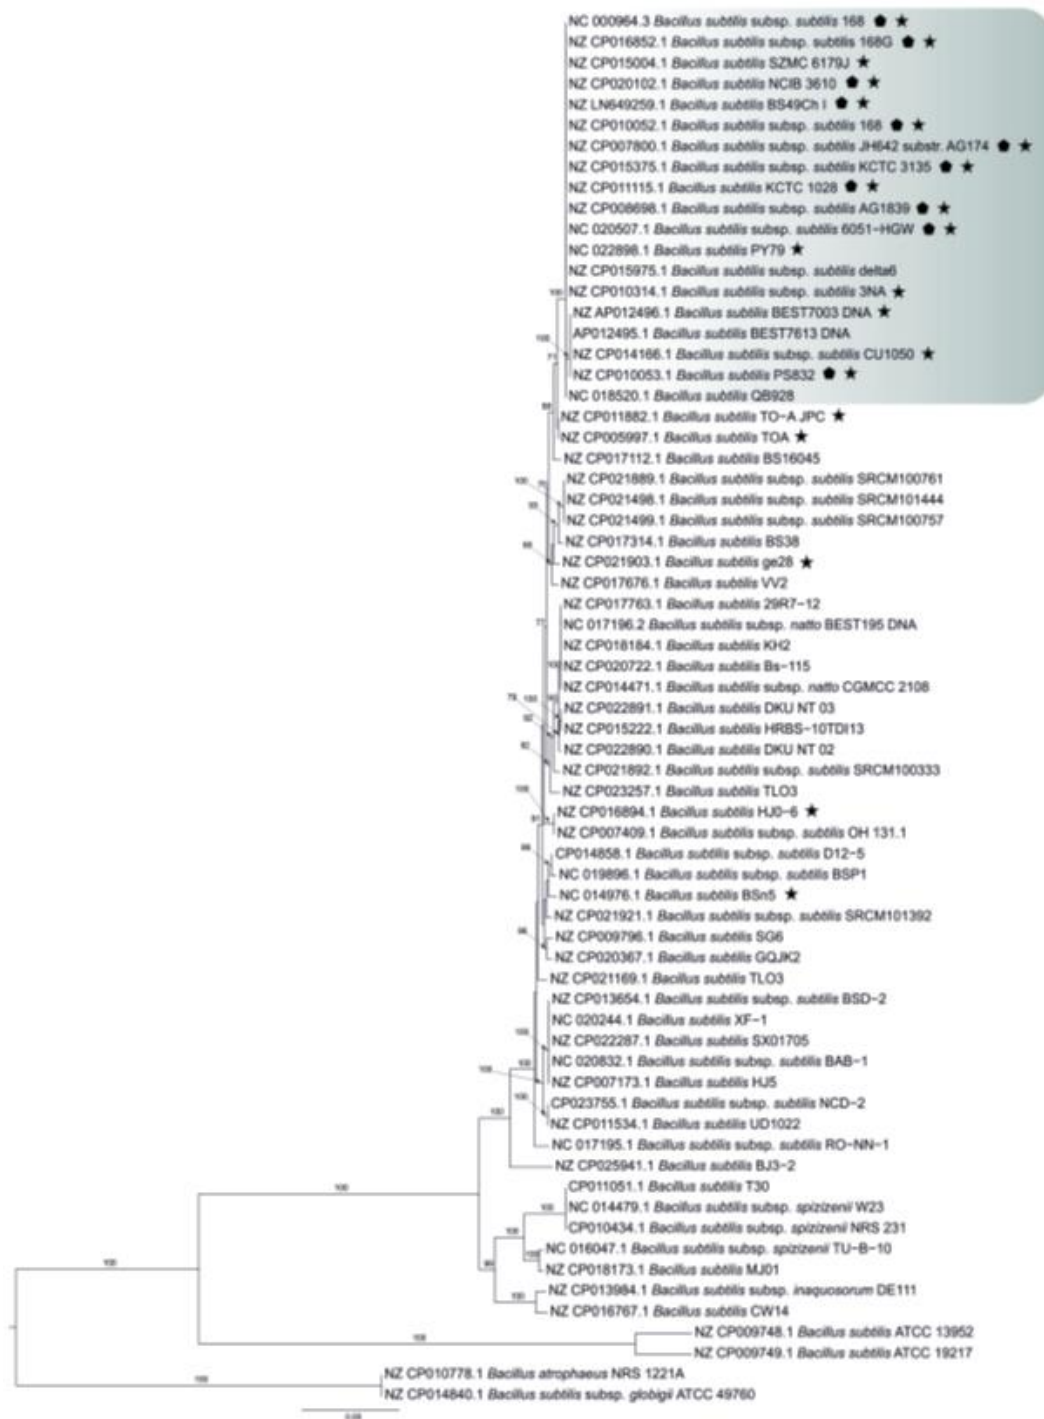 NC 000964.3 Bacillus subtilis subsp. subtilis 168
NZ CP016852.1 Bacillus subtilis subsp. subtilis 168G
NZ CP015004.1 Bacillus subtilis SZMC 6179J
NZ CP020102.1 Bacillus subtilis NCIB 3610
NZ LN649259.1 Bacillus subtilis BS49Ch I
NZ CP010052.1 Bacillus subtilis subsp. subtilis 168
NZ CP007800.1 Bacillus subtilis subsp. subtilis JH642 substr. AG174
NZ CP015375.1 Bacillus subtilis subsp. subtilis KCTC 3135
NZ CP011115.1 Bacillus subtilis KCTC 1028
NZ CP008698.1 Bacillus subtilis subsp. subtilis AG1839
NC 020507.1 Bacillus subtilis subsp. subtilis 6051-HGW
NC 022898.1 Bacillus subtilis PY79
NZ CP015975.1 Bacillus subtilis subsp. subtilis delta6
NZ CP010314.1 Bacillus subtilis subsp. subtilis 3NA
100
NZ AP012496.1 Bacillus subtilis BEST7003 DNA
AP012495.1 Bacillus subtilis BEST7613 DNA
100
NZ CP014166.1 Bacillus subtilis subsp. subtilis CU1050
NZ CP010053.1 Bacillus subtilis PS832
NC 018520.1 Bacillus subtilis QB928
NZ CP011882.1 Bacillus subtilis TO-A JPC
NZ CP005997.1 Bacillus subtilis TOA
NZ CP017112.1 Bacillus subtilis BS16045
NZ CP021889.1 Bacillus subtilis subsp. subtilis SRCM100761
100
NZ CP021498.1 Bacillus subtilis subsp. subtilis SRCM101444
NZ CP021499.1 Bacillus subtilis subsp. subtilis SRCM100757
NZ CP017314.1 Bacillus subtilis BS38
NZ CP021903.1 Bacillus subtilis ge28
NZ CP017676.1 Bacillus subtilis VV2
NZ CP017763.1 Bacillus subtilis 29R7-12
NC 017196.2 Bacillus subtilis subsp. natto BEST195 DNA
NZ CP018184.1 Bacillus subtilis KH2
NZ CP020722.1 Bacillus subtilis Bs-115
100
NZ CP014471.1 Bacillus subtilis subsp. natto CGMCC 2108
NZ CP022891.1 Bacillus subtilis DKU NT 03
NZ CP015222.1 Bacillus subtilis HRBS-10TDI13
NZ CP022890.1 Bacillus subtilis DKU NT 02
NZ CP021892.1 Bacillus subtilis subsp. subtilis SRCM100333
NZ CP023257.1 Bacillus subtilis TLO3
NZ CP016894.1 Bacillus subtilis HJ0-6
NZ CP007409.1 Bacillus subtilis subsp. subtilis OH 131.1
CP014858.1 Bacillus subtilis subsp. subtilis D12-5
NC 019896.1 Bacillus subtilis subsp. subtilis BSP1
NC 014976.1 Bacillus subtilis BSn5
NZ CP021921.1 Bacillus subtilis subsp. subtilis SRCM101392
NZ CP009796.1 Bacillus subtilis SG6
NZ CP020367.1 Bacillus subtilis GQJK2
NZ CP021169.1 Bacillus subtilis TLO3
NZ CP013654.1 Bacillus subtilis subsp. subtilis BSD-2
NC 020244.1 Bacillus subtilis XF-1
NZ CP022287.1 Bacillus subtilis SX01705
NC 020832.1 Bacillus subtilis subsp. subtilis BAB-1
100
NZ CP007173.1 Bacillus subtilis HJ5
CP023755.1 Bacillus subtilis subsp. subtilis NCD-2
NZ CP011534.1 Bacillus subtilis UD1022
100
NC 017195.1 Bacillus subtilis subsp. subtilis RO-NN-1
NZ CP025941.1 Bacillus subtilis BJ3-2
100
CP011051.1 Bacillus subtilis T30
NC 014479.1 Bacillus subtilis subsp. spizizenii W23
100
CP010434.1 Bacillus subtilis subsp. spizizenii NRS 231
100
NC 016047.1 Bacillus subtilis subsp. spizizenii TU-B-10
100
NZ CP018173.1 Bacillus subtilis MJ01
NZ CP013984.1 Bacillus subtilis subsp. inaquosorum DE111
100
NZ CP016767.1 Bacillus subtilis CW14
NZ CP009748.1 Bacillus subtilis ATCC 13952
100
NZ CP009749.1 Bacillus subtilis ATCC 19217
NZ CP010778.1 Bacillus atrophaeus NRS 1221A
100
NZ CP014840.1 Bacillus subtilis subsp. globigii ATCC 49760